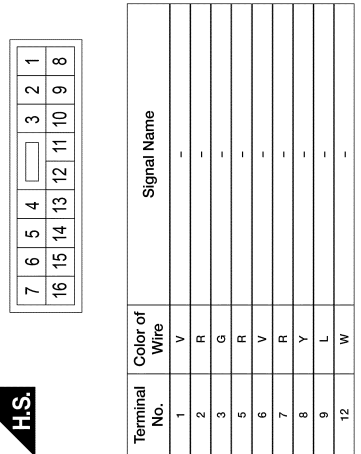 1 2 3 4 5 6 7
8 9 10 11 12 13 14 15 16
H.S.
Terminal No. Color of Wire Signal Name
1 V –
2 R –
3 G –
5 R –
6 V –
7 R –
8 Y –
9 L –
12 W –